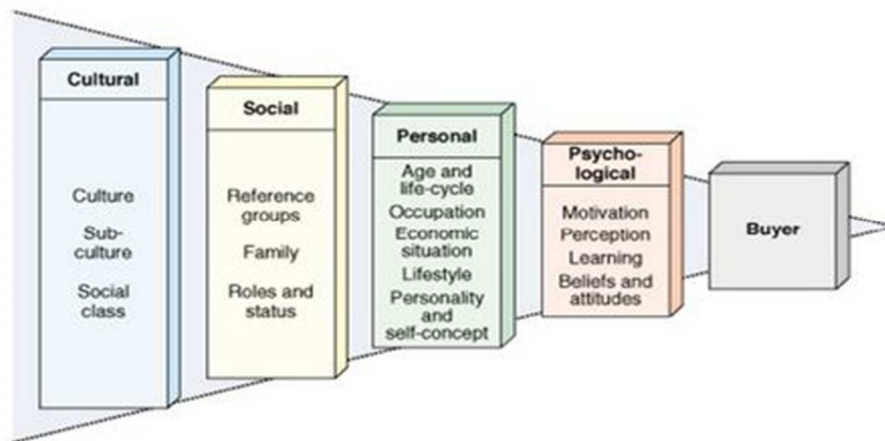 Cultural
Culture
Sub-
culture
Social
class
Social
Reference
groups
Family
Roles and
status
Personal
Age and
life-cycle
Occupation
Economic
situation
Lifestyle
Personality
and
self-concept
Psycho-
logical
Motivation
Perception
Learning
Beliefs and
attitudes
Buyer